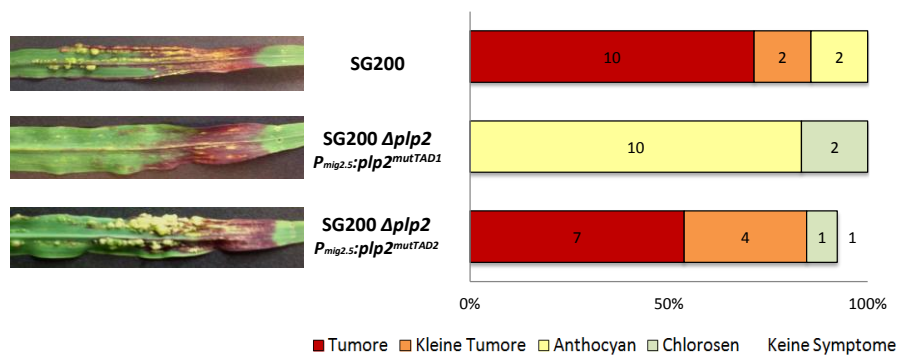 SG200
10 2 2
SG200 Δplp2
Pmig2.5:plp2mutTAD1
10 2
SG200 Δplp2
Pmig2.5:plp2mutTAD2
7 4 1 1
0% 50% 100%
Tumore Kleine Tumore Anthocyan Chlorosen Keine Symptome